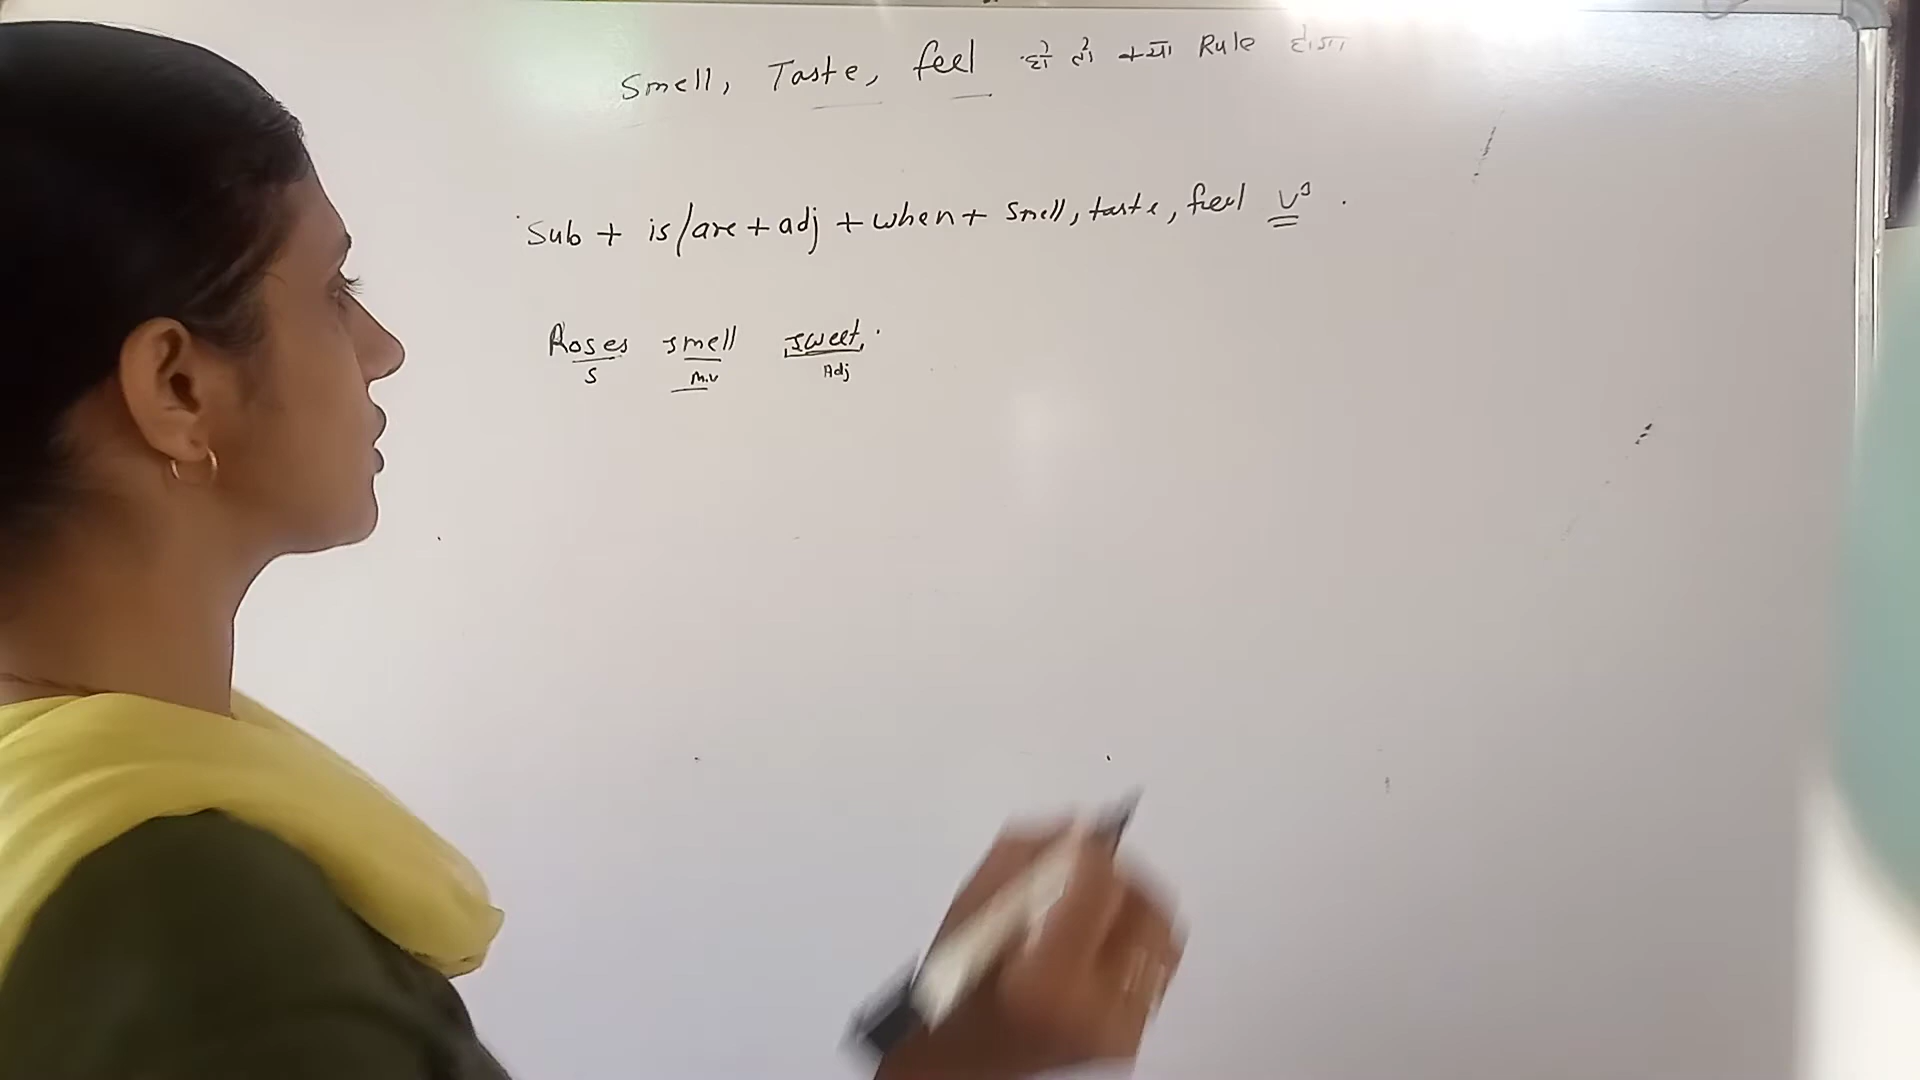 Smell, Taste, feel हो तो क्या Rule होगा
Sub + is/are + adj + when + smell, taste, feel V³ .
Roses smell sweet.
S M.V Adj